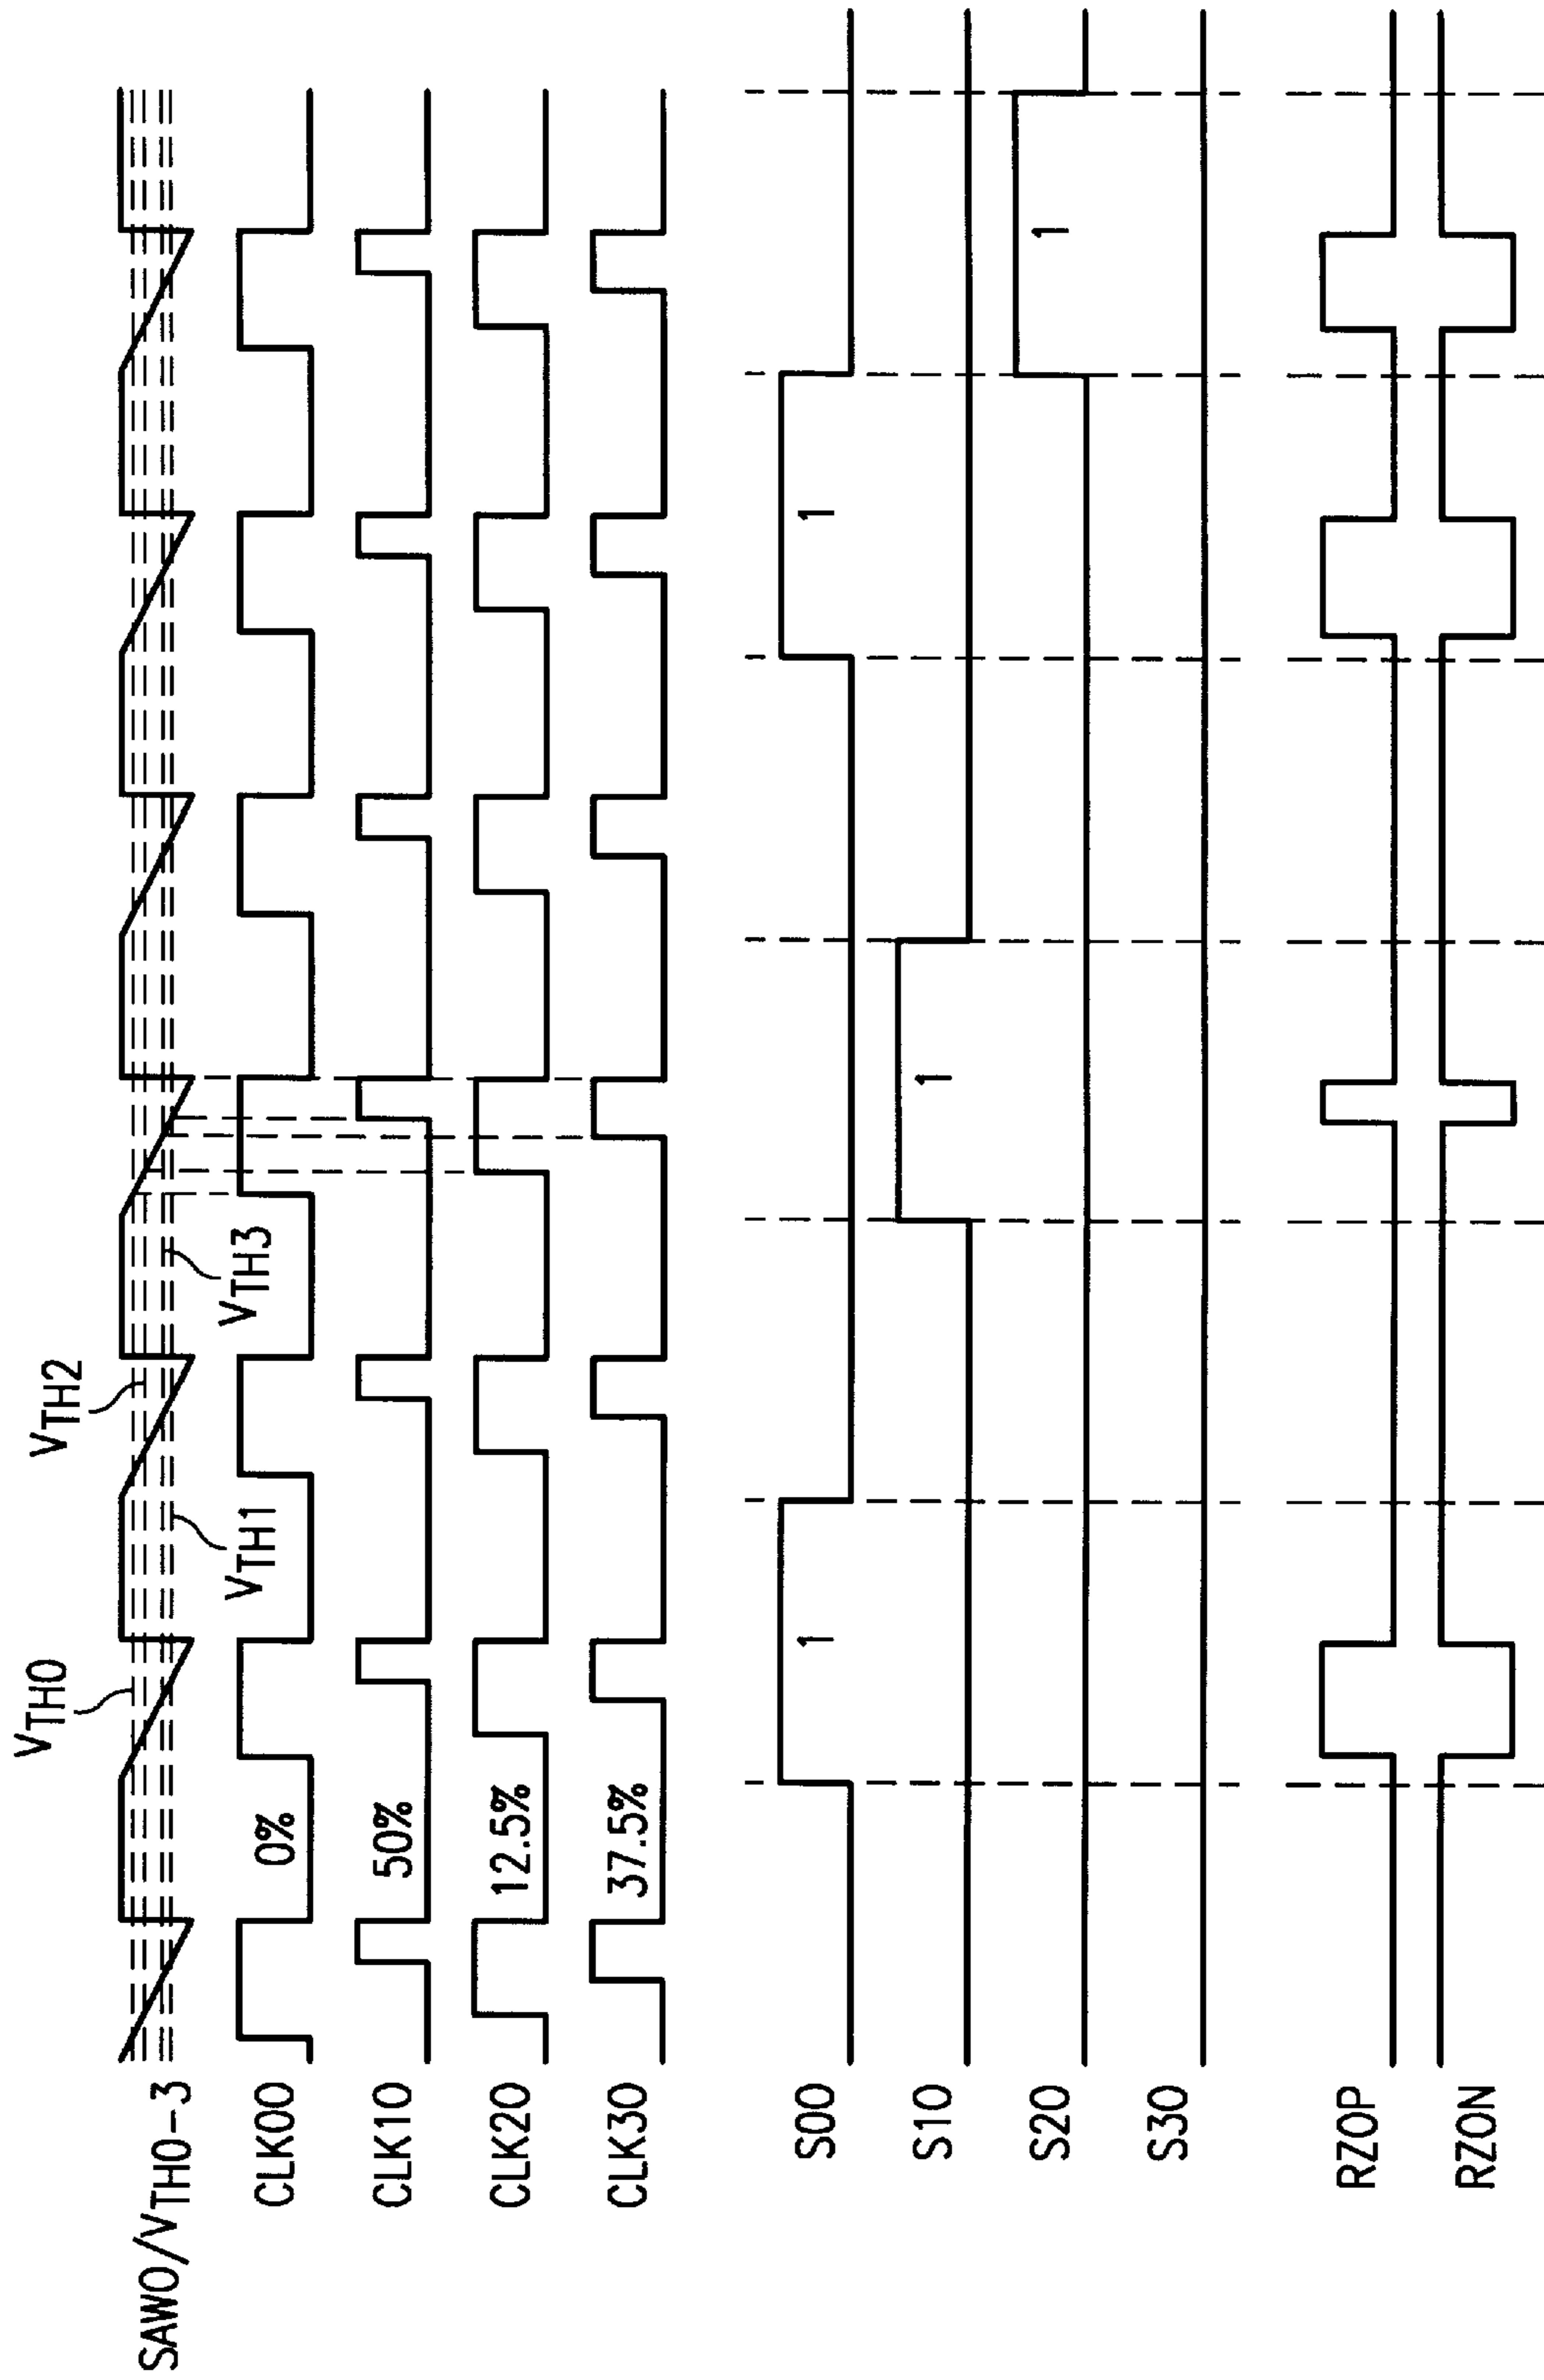 VTH0
VTH2
VTH1
VTH3
SAW0/VTH0-3
CLK00
0%
CLK10
50%
CLK20
12.5%
CLK30
37.5%
S00
1
1
S10
1
S20
1
S30
RZOP
RZON